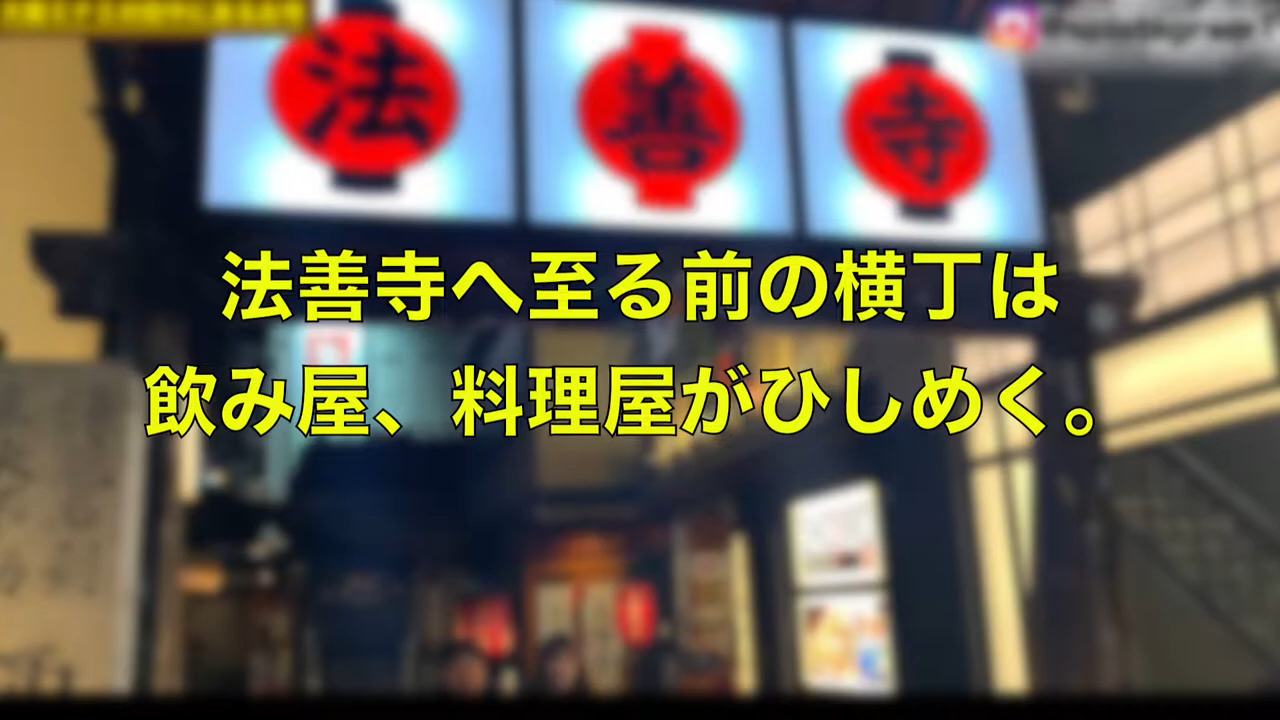 法善寺
法善寺へ至る前の横丁は
飲み屋、料理屋がひしめく。